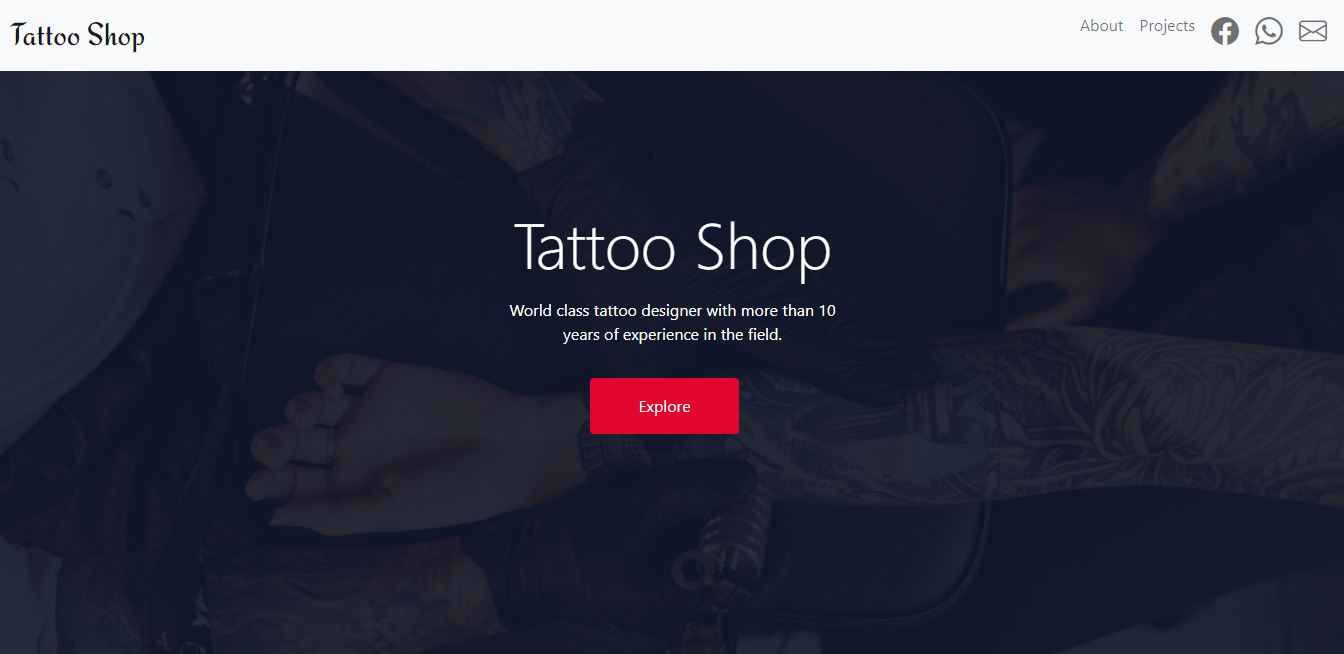 Tattoo Shop
About
Projects
Tattoo Shop
World class tattoo designer with more than 10
years of experience in the field.
Explore